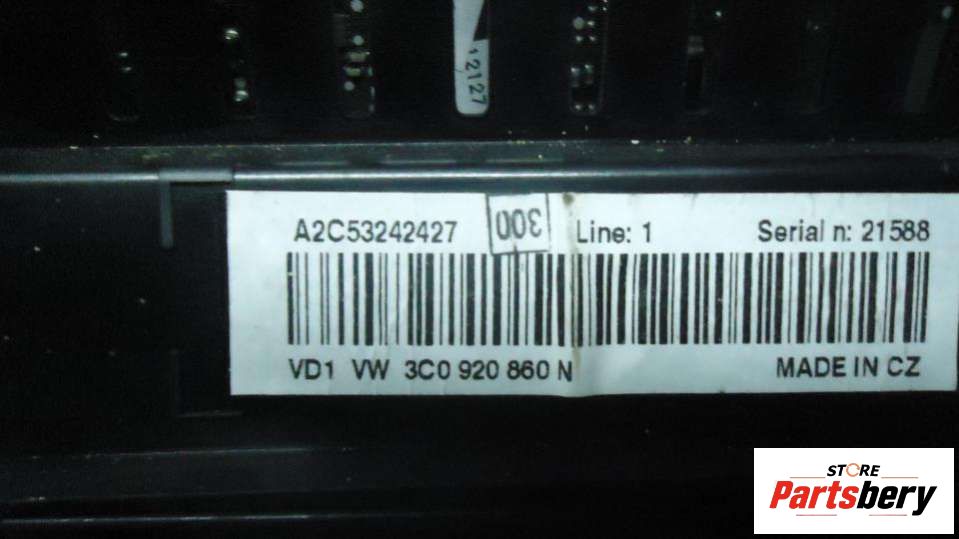 12127
A2C53242427 300 Line: 1 Serial n: 21588
VD1 VW 3C0 920 860 N MADE IN CZ
STORE
Partsbery